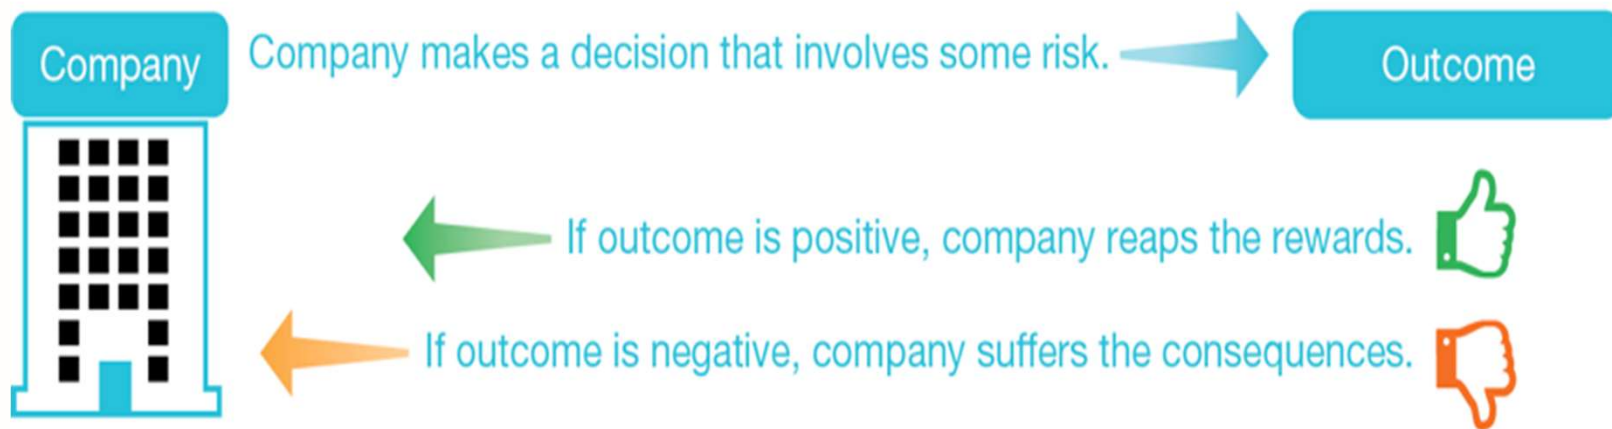 Company
Company makes a decision that involves some risk.
Outcome
If outcome is positive, company reaps the rewards.
If outcome is negative, company suffers the consequences.